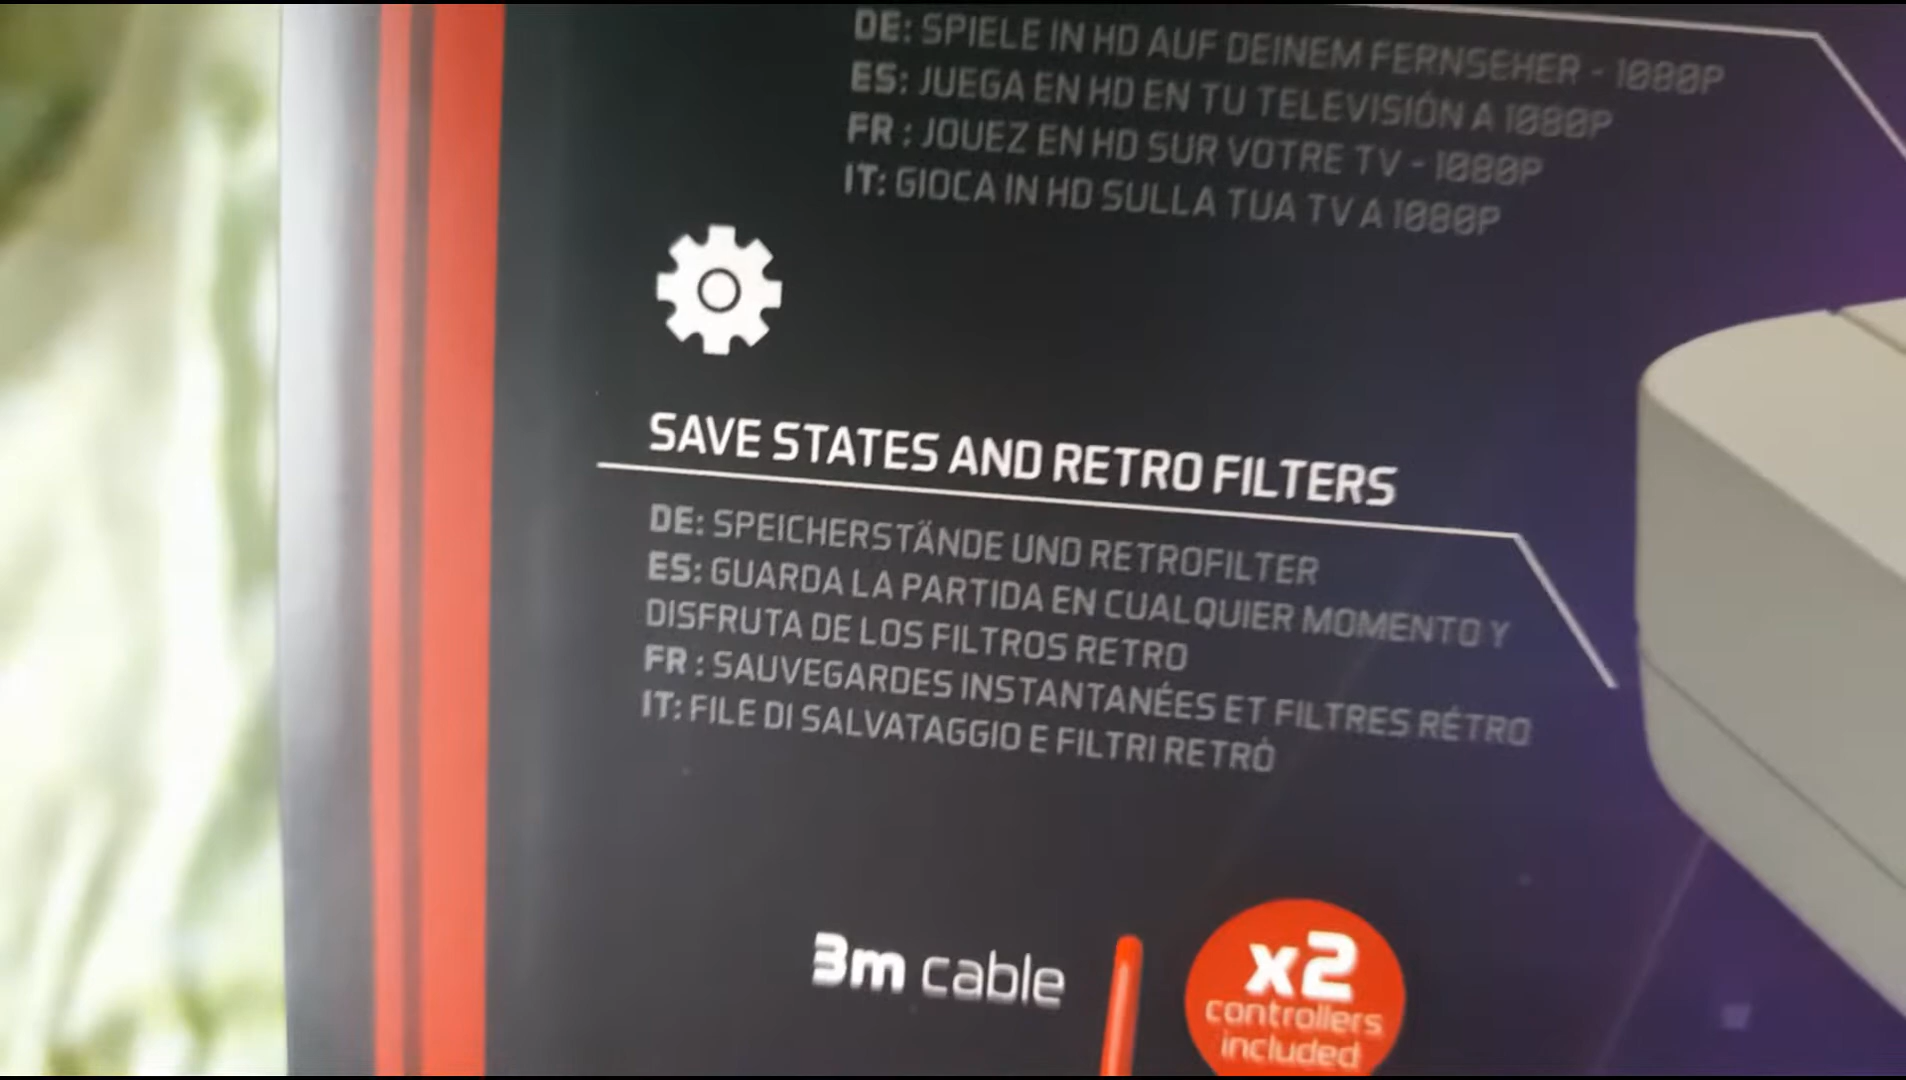 DE: SPIELE IN HD AUF DEINEM FERNSEHER - 1080P
ES: JUEGA EN HD EN TU TELEVISIÓN A 1080P
FR : JOUEZ EN HD SUR VOTRE TV - 1080P
IT: GIOCA IN HD SULLA TUA TV A 1080P
SAVE STATES AND RETRO FILTERS
DE: SPEICHERSTÄNDE UND RETROFILTER
ES: GUARDA LA PARTIDA EN CUALQUIER MOMENTO Y
DISFRUTA DE LOS FILTROS RETRO
FR : SAUVEGARDES INSTANTANÉES ET FILTRES RÉTRO
IT: FILE DI SALVATAGGIO E FILTRI RETRÒ
3m cable
x2
controllers
included